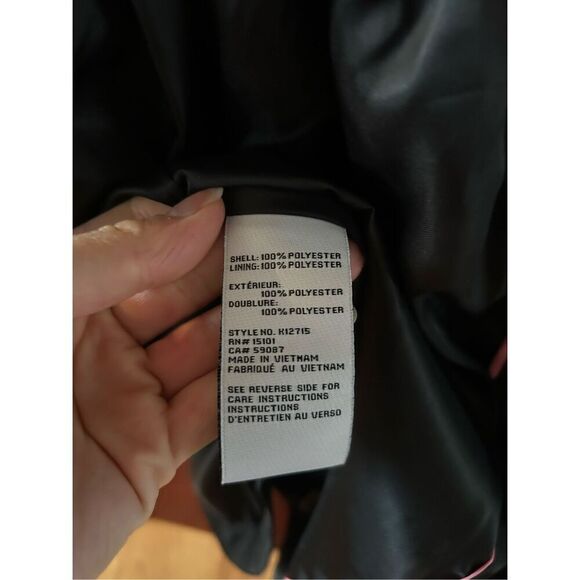 SHELL: 100% POLYESTER
LINING: 100% POLYESTER
EXTÉRIEUR:
100% POLYESTER
DOUBLURE:
100% POLYESTER
STYLE NO. K12715
RN# 15101
CA# 59087
MADE IN VIETNAM
FABRIQUÉ AU VIETNAM
SEE REVERSE SIDE FOR
CARE INSTRUCTIONS
INSTRUCTIONS
D'ENTRETIEN AU VERSO